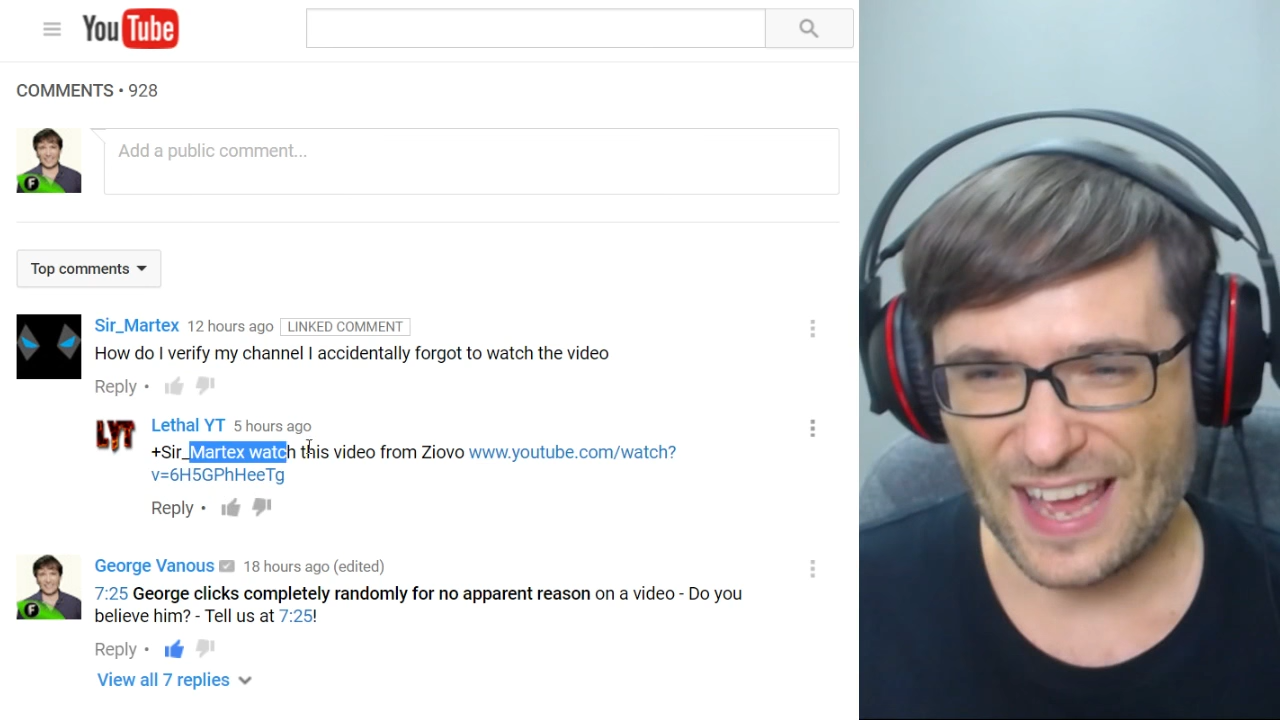 YouTube
COMMENTS • 928
Add a public comment...
Top comments
Sir_Martex 12 hours ago LINKED COMMENT
How do I verify my channel I accidentally forgot to watch the video
Reply •
LYT
Lethal YT 5 hours ago
+Sir_Martex watch this video from Ziovo www.youtube.com/watch?
v=6H5GPhHeeTg
Reply •
George Vanous 18 hours ago (edited)
7:25 George clicks completely randomly for no apparent reason on a video - Do you
believe him? - Tell us at 7:25!
Reply •
View all 7 replies